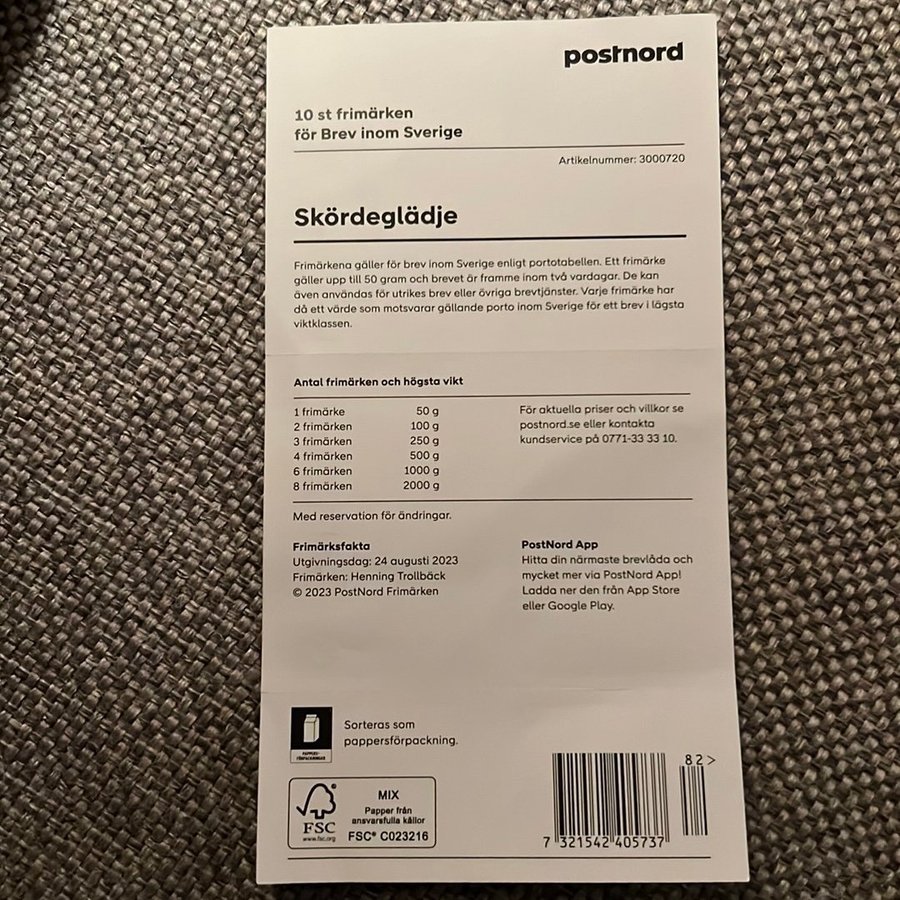 postnord
10 st frimärken
för Brev inom Sverige
Artikelnummer: 3000720
Skördeglädje
Frimärkena gäller för brev inom Sverige enligt portotabellen. Ett frimärke
gäller upp till 50 gram och brevet är framme inom två vardagar. De kan
även användas för utrikes brev eller övriga brevtjänster. Varje frimärke har
då ett värde som motsvarar gällande porto inom Sverige för ett brev i lägsta
viktklassen.
Antal frimärken och högsta vikt
1 frimärke 50 g
2 frimärken 100 g
3 frimärken 250 g
4 frimärken 500 g
6 frimärken 1000 g
8 frimärken 2000 g
För aktuella priser och villkor se
postnord.se eller kontakta
kundservice på 0771-33 33 10.
Med reservation för ändringar.
Frimärksfakta
Utgivningsdag: 24 augusti 2023
Frimärken: Henning Trollbäck
© 2023 PostNord Frimärken
PostNord App
Hitta din närmaste brevlåda och
mycket mer via PostNord App!
Ladda ner den från App Store
eller Google Play.
PAPPERS-
FÖRPACKNINGAR
Sorteras som
pappersförpackning.
FSC
www.fsc.org
MIX
Papper från
ansvarsfulla källor
FSC® C023216
82>
7 321542 405737